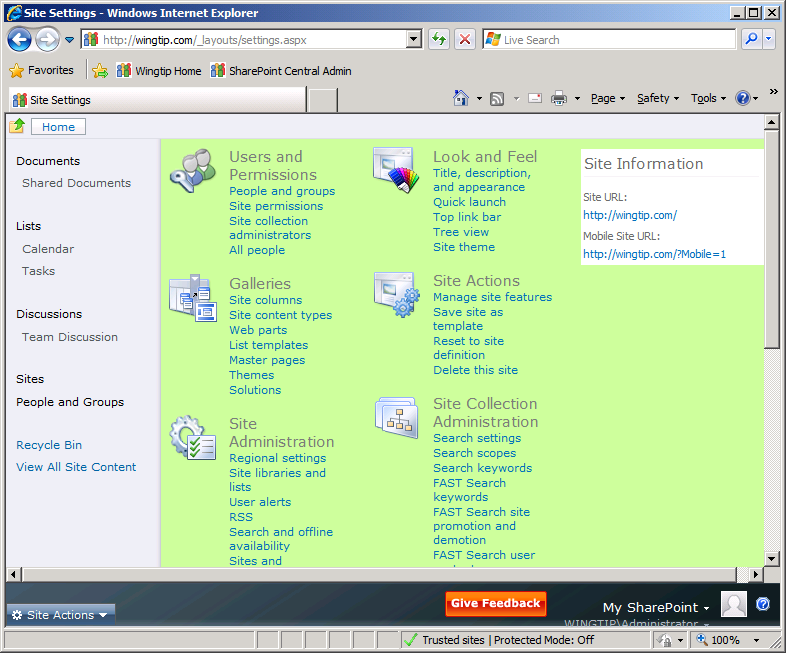 Site Settings - Windows Internet Explorer
http://wingtip.com/_layouts/settings.aspx
Live Search
Favorites
Wingtip Home
SharePoint Central Admin
Site Settings
Page
Safety
Tools
Home
Documents
Shared Documents
Lists
Calendar
Tasks
Discussions
Team Discussion
Sites
People and Groups
Recycle Bin
View All Site Content
Users and
Permissions
People and groups
Site permissions
Site collection
administrators
All people
Galleries
Site columns
Site content types
Web parts
List templates
Master pages
Themes
Solutions
Site
Administration
Regional settings
Site libraries and
lists
User alerts
RSS
Search and offline
availability
Sites and
Look and Feel
Title, description,
and appearance
Quick launch
Top link bar
Tree view
Site theme
Site Actions
Manage site features
Save site as
template
Reset to site
definition
Delete this site
Site Collection
Administration
Search settings
Search scopes
Search keywords
FAST Search
keywords
FAST Search site
promotion and
demotion
FAST Search user
Site Information
Site URL:
http://wingtip.com/
Mobile Site URL:
http://wingtip.com/?Mobile=1
Site Actions
Give Feedback
My SharePoint
WINGTIP\Administrator
Trusted sites | Protected Mode: Off
100%